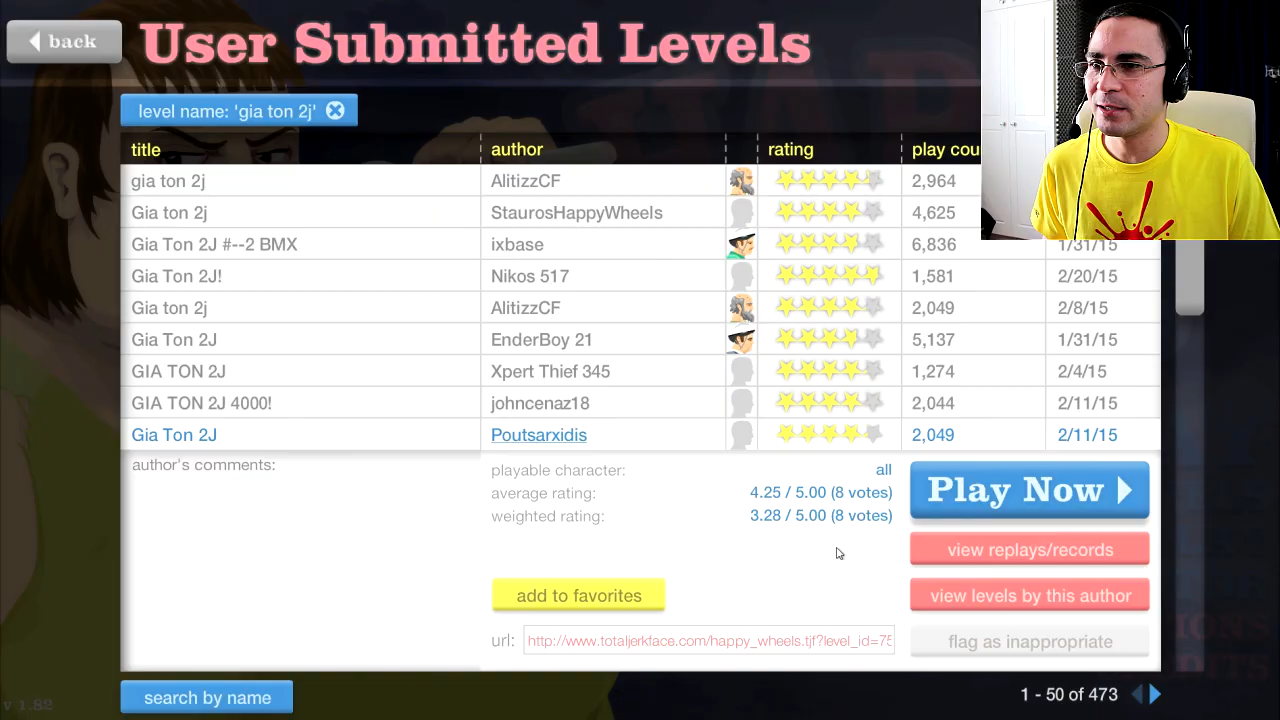 back
User Submitted Levels
level name: 'gia ton 2j'
title author rating play cou
gia ton 2j AlitizzCF 2,964
Gia ton 2j StaurosHappyWheels 4,625
Gia Ton 2J #--2 BMX ixbase 6,836 1/31/15
Gia Ton 2J! Nikos 517 1,581 2/20/15
Gia ton 2j AlitizzCF 2,049 2/8/15
Gia Ton 2J EnderBoy 21 5,137 1/31/15
GIA TON 2J Xpert Thief 345 1,274 2/4/15
GIA TON 2J 4000! johncenaz18 2,044 2/11/15
Gia Ton 2J Poutsarxidis 2,049 2/11/15
author's comments:
playable character: all
average rating: 4.25 / 5.00 (8 votes)
weighted rating: 3.28 / 5.00 (8 votes)
Play Now
view replays/records
add to favorites
view levels by this author
url: http://www.totaljerkface.com/happy_wheels.tjf?level_id=75
flag as inappropriate
search by name
1 - 50 of 473
v 1.82